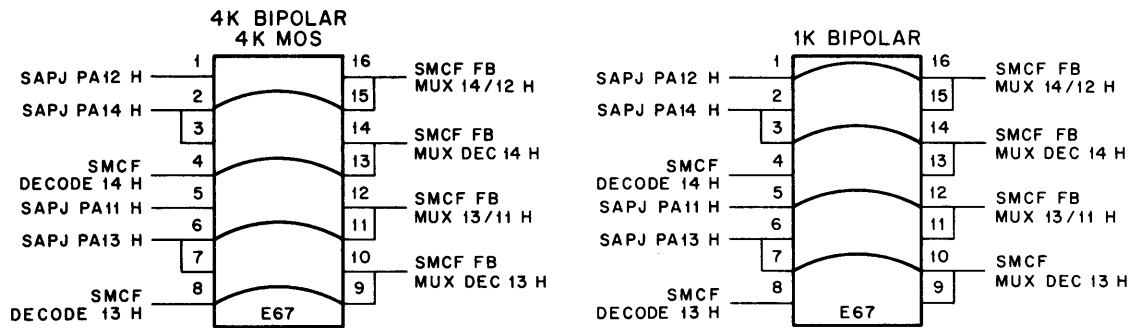 4K BIPOLAR
4K MOS
1
SAPJ PA12 H
2
SAPJ PA14 H
3
SMCF
DECODE 14 H
4
5
SAPJ PA11 H
6
SAPJ PA13 H
7
SMCF
DECODE 13 H
8
E67
16
SMCF FB
MUX 14/12 H
15
14
SMCF FB
MUX DEC 14 H
13
12
SMCF FB
MUX 13/11 H
11
10
SMCF FB
MUX DEC 13 H
9
1K BIPOLAR
1
SAPJ PA12 H
2
SAPJ PA14 H
3
SMCF
DECODE 14 H
4
5
SAPJ PA11 H
6
SAPJ PA13 H
7
SMCF
DECODE 13 H
8
E67
16
SMCF FB
MUX 14/12 H
15
14
SMCF FB
MUX DEC 14 H
13
12
SMCF FB
MUX 13/11 H
11
10
SMCF
MUX DEC 13 H
9